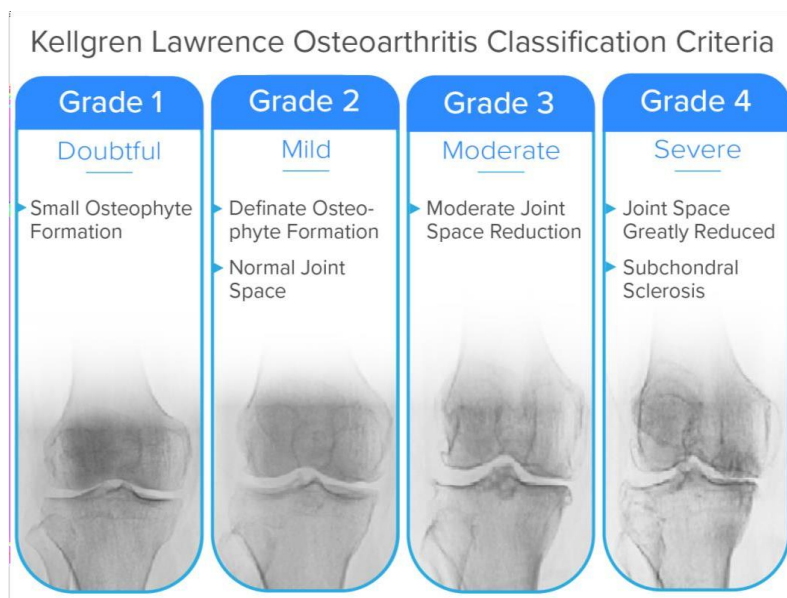 Kellgren Lawrence Osteoarthritis Classification Criteria
Grade 1
Doubtful
Small Osteophyte
Formation
Grade 2
Mild
Definate Osteo-
phyte Formation
Normal Joint
Space
Grade 3
Moderate
Moderate Joint
Space Reduction
Grade 4
Severe
Joint Space
Greatly Reduced
Subchondral
Sclerosis